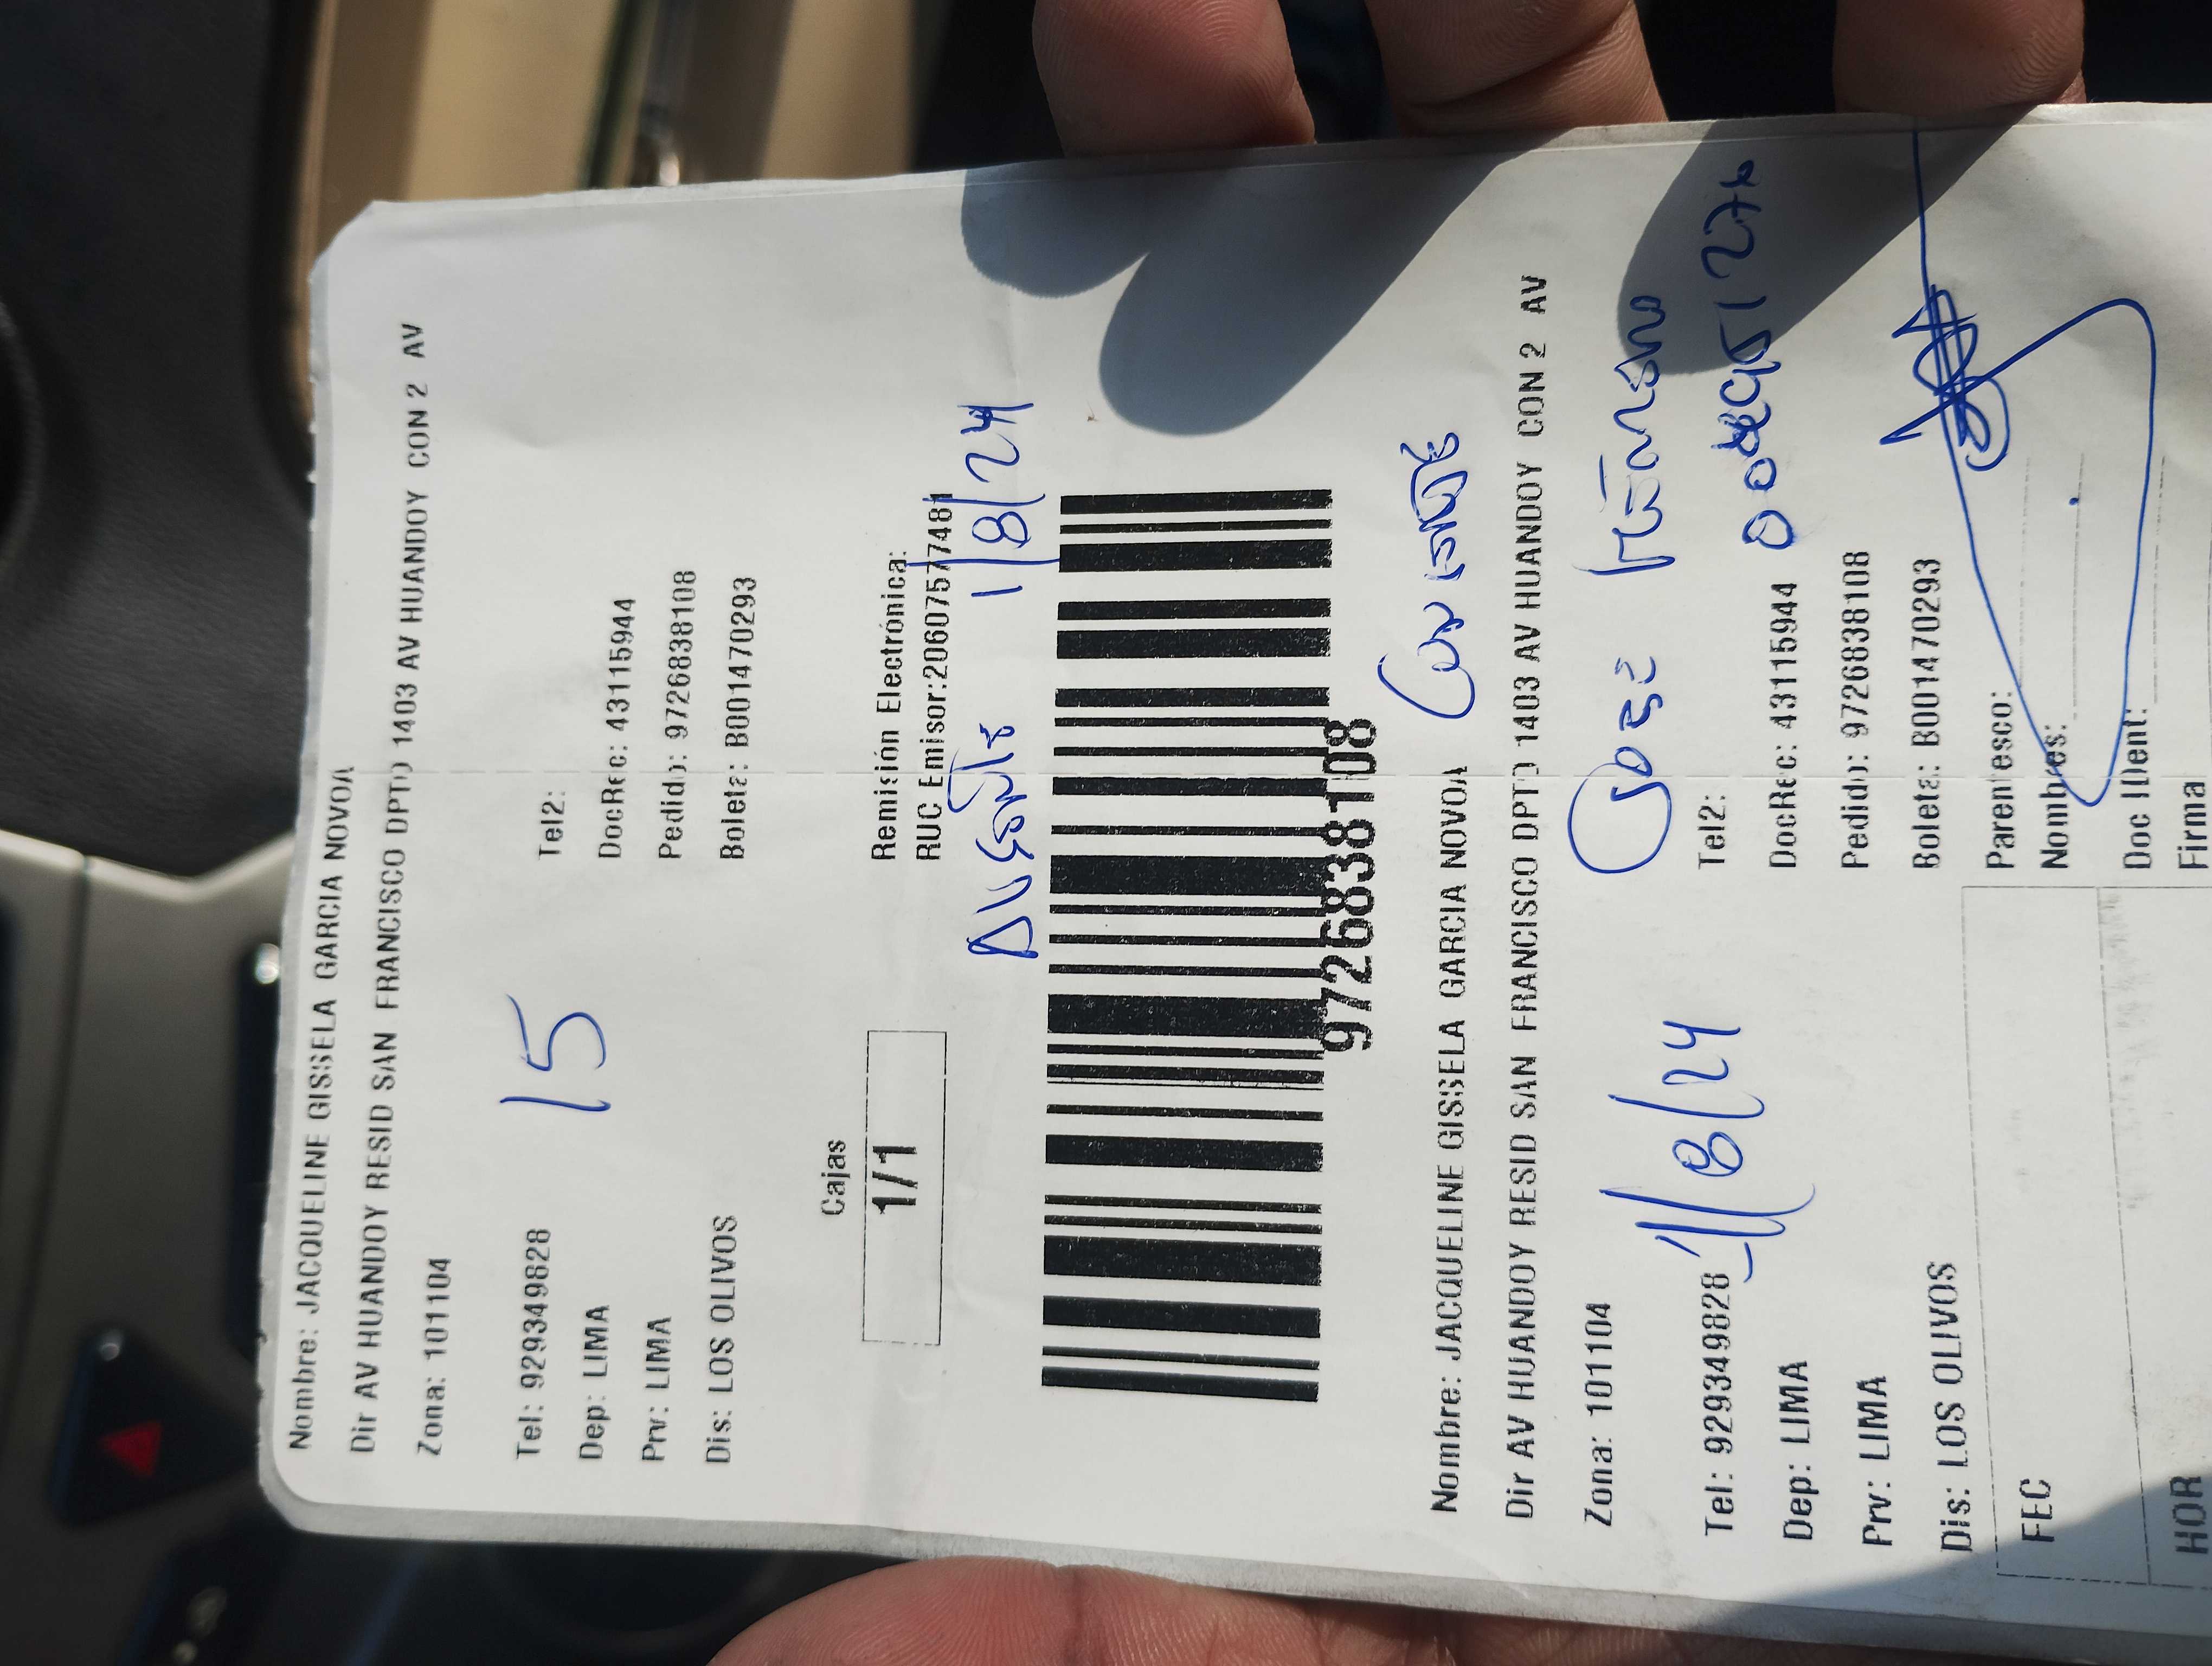 Nombre: JACQUELINE GISSELA GARCIA NOVOA
Dir AV HUANDOY RESID SAN FRANCISCO DPTO 1403 AV HUANDOY CON 2 AV
Zona: 101104
Tel: 929349828 15 Tel2:
Dep: LIMA DocRec: 43115944
Prv: LIMA Pedido: 9726838108
Dis: LOS OLIVOS Boleta: B001470293
Cajas
1/1
Remisión Electrónica:
RUC Emisor:20607577481
1/8/24
9726838108
Nombre: JACQUELINE GISSELA GARCIA NOVOA
Dir AV HUANDOY RESID SAN FRANCISCO DPTO 1403 AV HUANDOY CON 2 AV
Zona: 101104
1/8/24
Tel: 929349828 Tel2:
Dep: LIMA DocRec: 43115944
Prv: LIMA Pedido: 9726838108
Dis: LOS OLIVOS Boleta: B001470293
FEC Parentesco:
Nombres:
HOR Doc IDent:
Firma